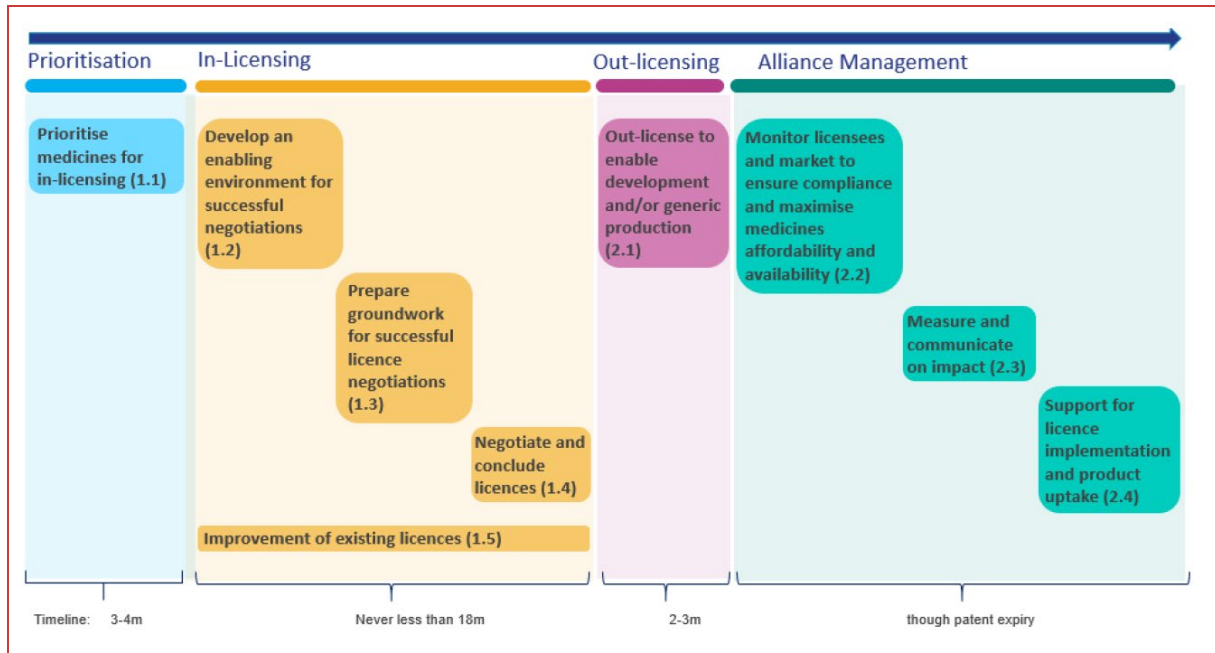 Prioritisation
In-Licensing
Out-licensing
Alliance Management
Prioritise
medicines for
in-licensing (1.1)
Develop an
enabling
environment for
successful
negotiations
(1.2)
Prepare
groundwork
for successful
licence
negotiations
(1.3)
Negotiate and
conclude
licences (1.4)
Improvement of existing licences (1.5)
Out-license to
enable
development
and/or generic
production
(2.1)
Monitor licensees
and market to
ensure compliance
and maximise
medicines
affordability and
availability (2.2)
Measure and
communicate
on impact (2.3)
Support for
licence
implementation
and product
uptake (2.4)
Timeline: 3-4m
Never less than 18m
2-3m
though patent expiry